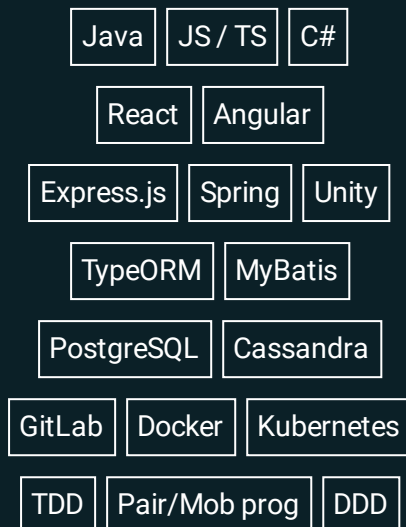 Java JS / TS C#
React Angular
Express.js Spring Unity
TypeORM MyBatis
PostgreSQL Cassandra
GitLab Docker Kubernetes
TDD Pair/Mob prog DDD